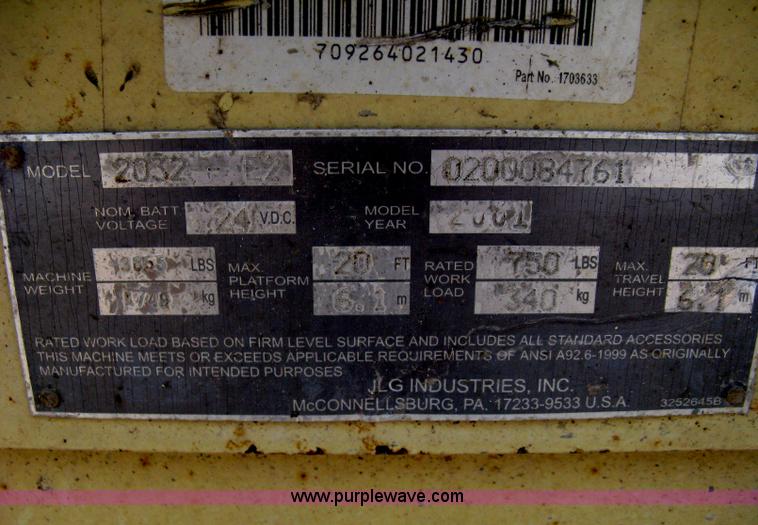 709264021430
Part No. 1703633
MODEL 2032 - E2 SERIAL NO. 0200084761
NOM. BATT. VOLTAGE 24 V.D.C. MODEL YEAR 2001
MACHINE WEIGHT LBS kg MAX. PLATFORM HEIGHT 20 FT 6.1 m RATED WORK LOAD 750 LBS 340 kg MAX. TRAVEL HEIGHT 20 FT 6.1 m
RATED WORK LOAD BASED ON FIRM LEVEL SURFACE AND INCLUDES ALL STANDARD ACCESSORIES
THIS MACHINE MEETS OR EXCEEDS APPLICABLE REQUIREMENTS OF ANSI A92.6-1999 AS ORIGINALLY
MANUFACTURED FOR INTENDED PURPOSES
JLG INDUSTRIES, INC.
McCONNELLSBURG, PA. 17233-9533 U.S.A.
3252645B
www.purplewave.com